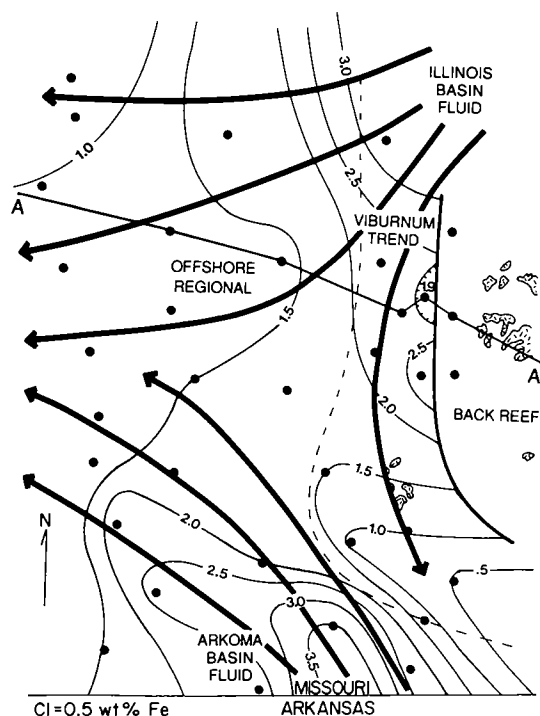 3.0
ILLINOIS
BASIN
FLUID
1.0
2.5
A
VIBURNUM
TREND
OFFSHORE
REGIONAL
1.9
1.5
2.5
A
2.0
BACK REEF
1.5
2.0
1.0
N
2.5
.5
3.0
ARKOMA
BASIN
FLUID
3.5
MISSOURI
CI=0.5 wt% Fe
ARKANSAS